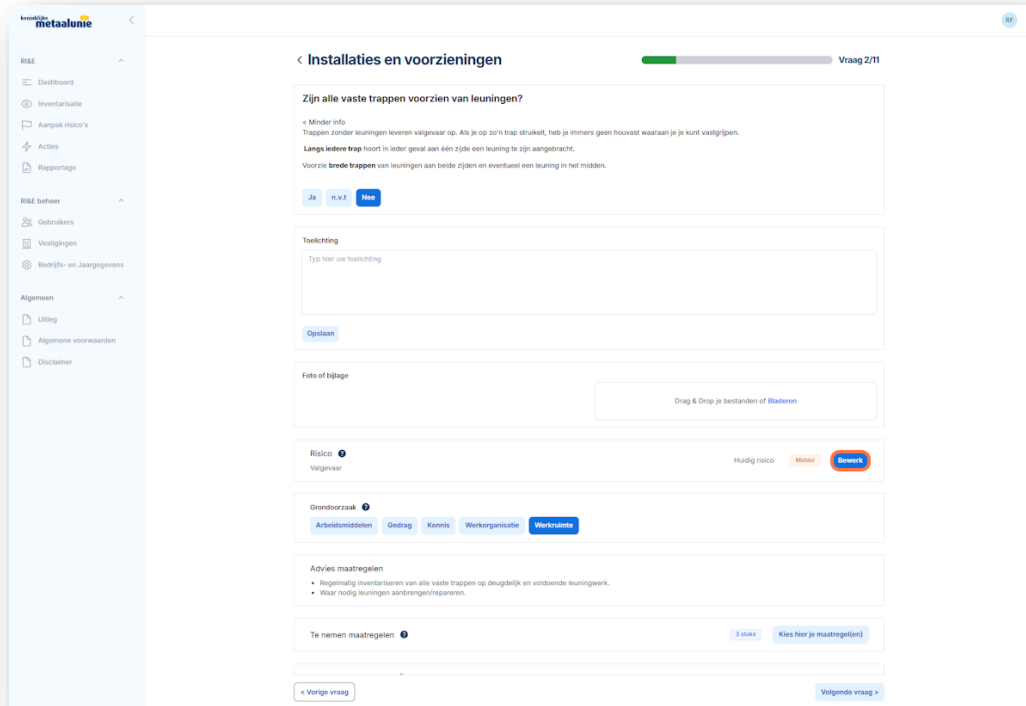 koninklijke
metaalunie
<
RF
RI&E
Dashboard
Inventarisatie
Aanpak risico's
Acties
Rapportage
RI&E beheer
Gebruikers
Vestigingen
Bedrijfs- en Jaargegevens
Algemeen
Uitleg
Algemene voorwaarden
Disclaimer
< Installaties en voorzieningen
Vraag 2/11
Zijn alle vaste trappen voorzien van leuningen?
< Minder info
Trappen zonder leuningen leveren valgevaar op. Als je op zo'n trap struikelt, heb je immers geen houvast waaraan je je kunt vastgrijpen.
Langs iedere trap hoort in ieder geval aan één zijde een leuning te zijn aangebracht.
Voorzie brede trappen van leuningen aan beide zijden en eventueel een leuning in het midden.
Ja n.v.t Nee
Toelichting
Typ hier uw toelichting
Opslaan
Foto of bijlage
Drag & Drop je bestanden of Bladeren
Risico ?
Valgevaar
Huidig risico Middel Bewerk
Grondoorzaak ?
Arbeidsmiddelen Gedrag Kennis Werkorganisatie Werkruimte
Advies maatregelen
• Regelmatig inventariseren van alle vaste trappen op deugdelijk en voldoende leuningwerk.
• Waar nodig leuningen aanbrengen/repareren.
Te nemen maatregelen ?
3 stuks Kies hier je maatregel(en)
< Vorige vraag
Volgende vraag >